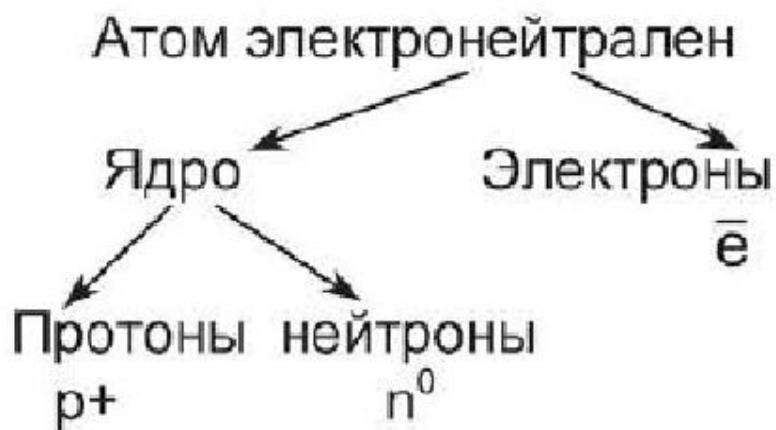 Атом электронейтрален
Ядро Электроны
e̅
Протоны нейтроны
p+ n⁰